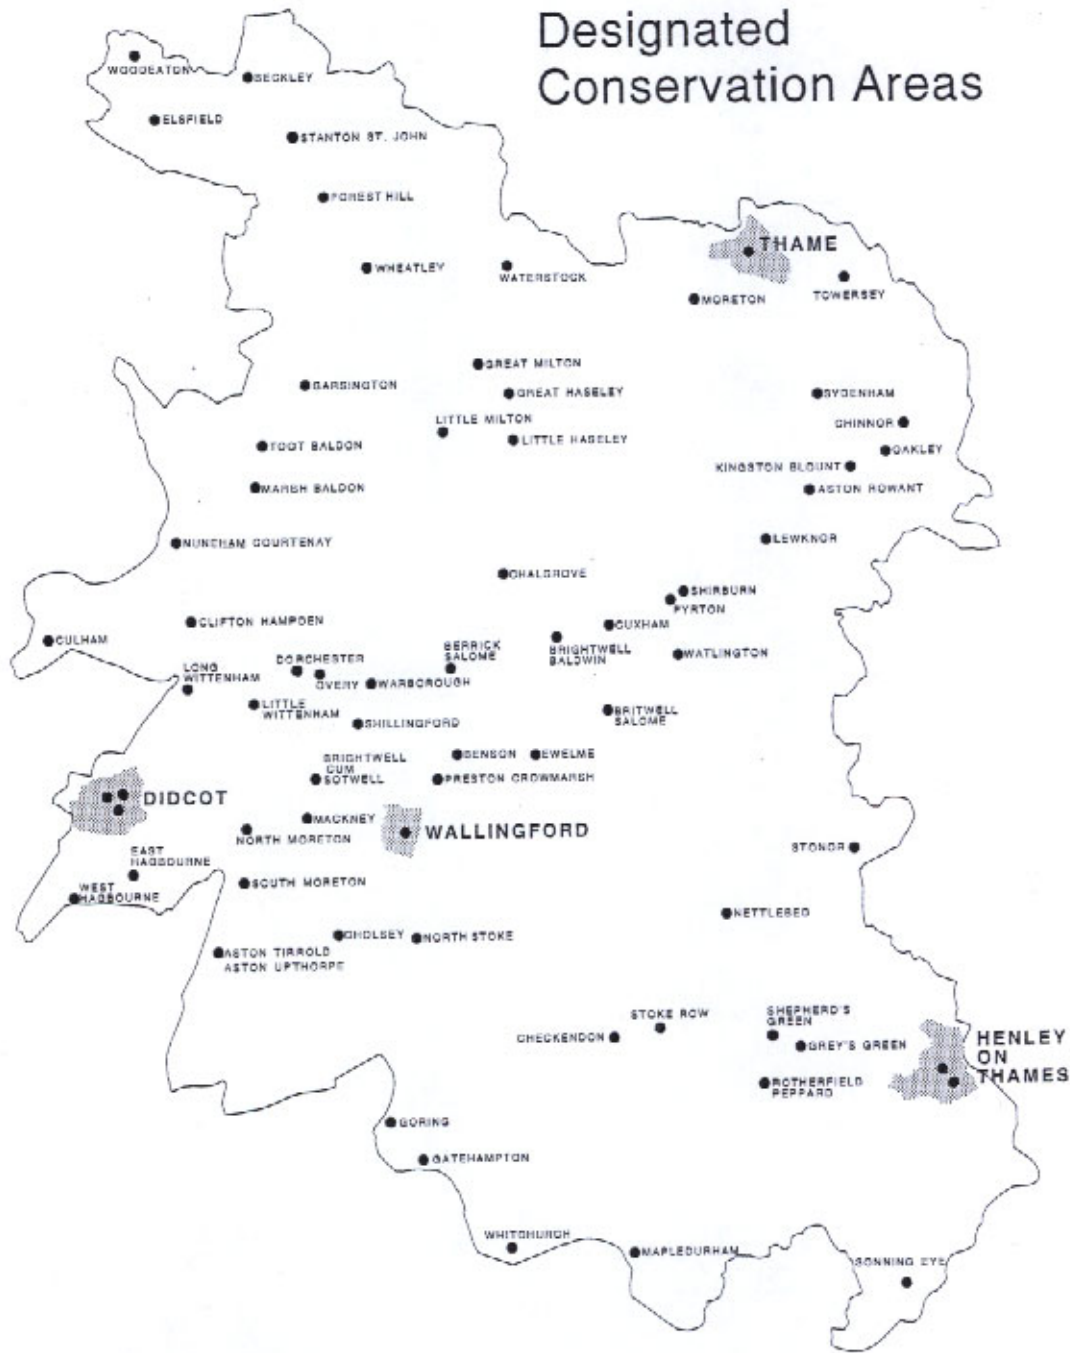 Designated
Conservation Areas
WOODEATON
BECKLEY
ELSFIELD
STANTON ST. JOHN
FOREST HILL
THAME
WHEATLEY
WATERSTOCK
MORETON
TOWERSEY
GREAT MILTON
GARSINGTON
GREAT HASELEY
SYDENHAM
LITTLE MILTON
CHINNOR
LITTLE HASELEY
TOOT BALDON
OAKLEY
KINGSTON BLOUNT
MARSH BALDON
ASTON ROWANT
NUNEHAM COURTENAY
LEWKNOR
CHALGROVE
SHIRBURN
PYRTON
CLIFTON HAMPDEN
CUXHAM
CULHAM
BERRICK
SALOME
BRIGHTWELL
BALDWIN
WATLINGTON
DORCHESTER
LONG
WITTENHAM
OVERY
WARBOROUGH
LITTLE
WITTENHAM
BRITWELL
SALOME
SHILLINGFORD
BRIGHTWELL
CUM
SOTWELL
BENSON
EWELME
PRESTON CROWMARSH
DIDCOT
MACKNEY
WALLINGFORD
NORTH MORETON
STONOR
EAST
HAGBOURNE
SOUTH MORETON
WEST
HAGBOURNE
NETTLEBED
CHOLSEY
NORTH STOKE
ASTON TIRROLD
ASTON UPTHORPE
STOKE ROW
SHEPHERD'S
GREEN
CHECKENDON
GREY'S GREEN
HENLEY
ON
THAMES
ROTHERFIELD
PEPPARD
GORING
GATEHAMPTON
WHITCHURCH
MAPLEDURHAM
SONNING EYE